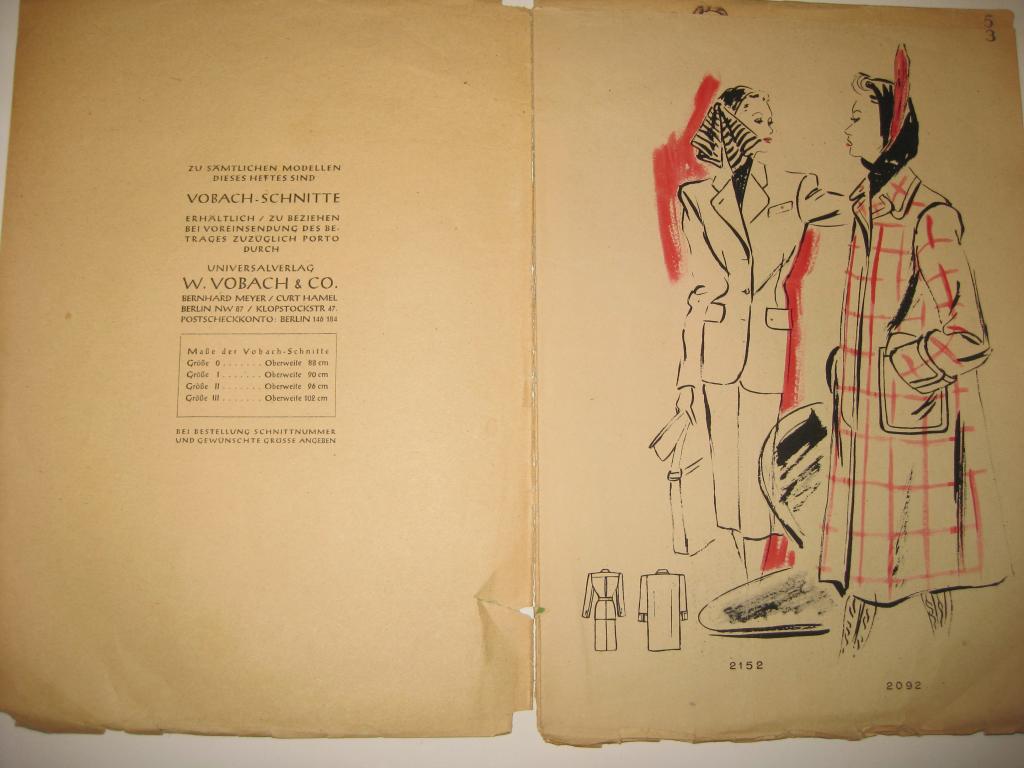 ZU SÄMTLICHEN MODELLEN
DIESES HEFTES SIND
VOBACH-SCHNITTE
ERHÄLTLICH / ZU BEZIEHEN
BEI VOREINSENDUNG DES BE-
TRAGES ZUZÜGLICH PORTO
DURCH
UNIVERSALVERLAG
W. VOBACH & CO.
BERNHARD MEYER / CURT HAMEL
BERLIN NW 87 / KLOPSTOCKSTR 47.
POSTSCHECKKONTO: BERLIN 140 184
Maße der Vobach-Schnitte
Größe 0 ....... Oberweite 88 cm
Größe I ....... Oberweite 90 cm
Größe II ....... Oberweite 96 cm
Größe III ....... Oberweite 102 cm
BEI BESTELLUNG SCHNITTNUMMER
UND GEWÜNSCHTE GRÖSSE ANGEBEN
5
3
2152
2092